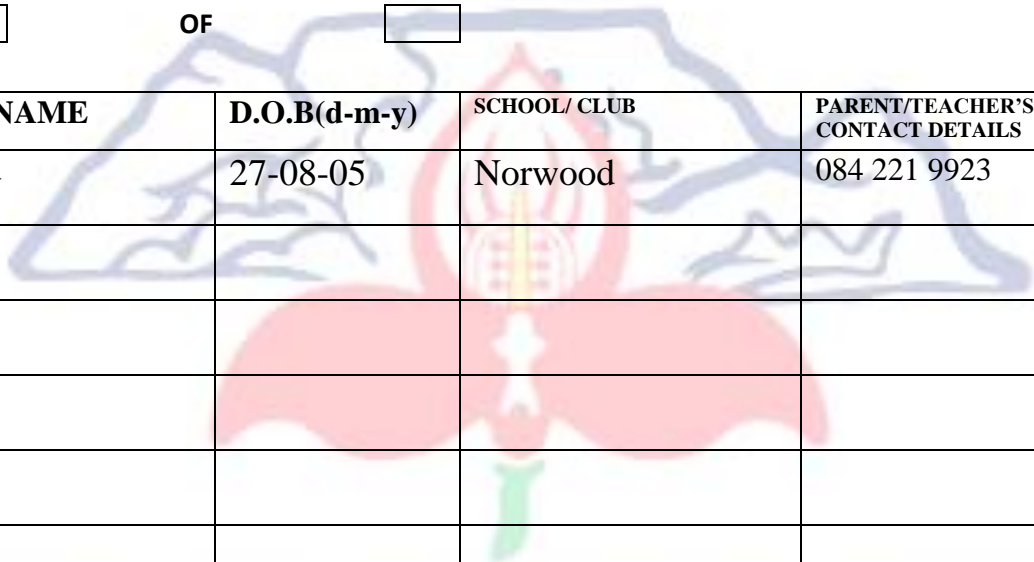 OF
NAME D.O.B(d-m-y) SCHOOL/ CLUB PARENT/TEACHER'S
CONTACT DETAILS
27-08-05 Norwood 084 221 9923